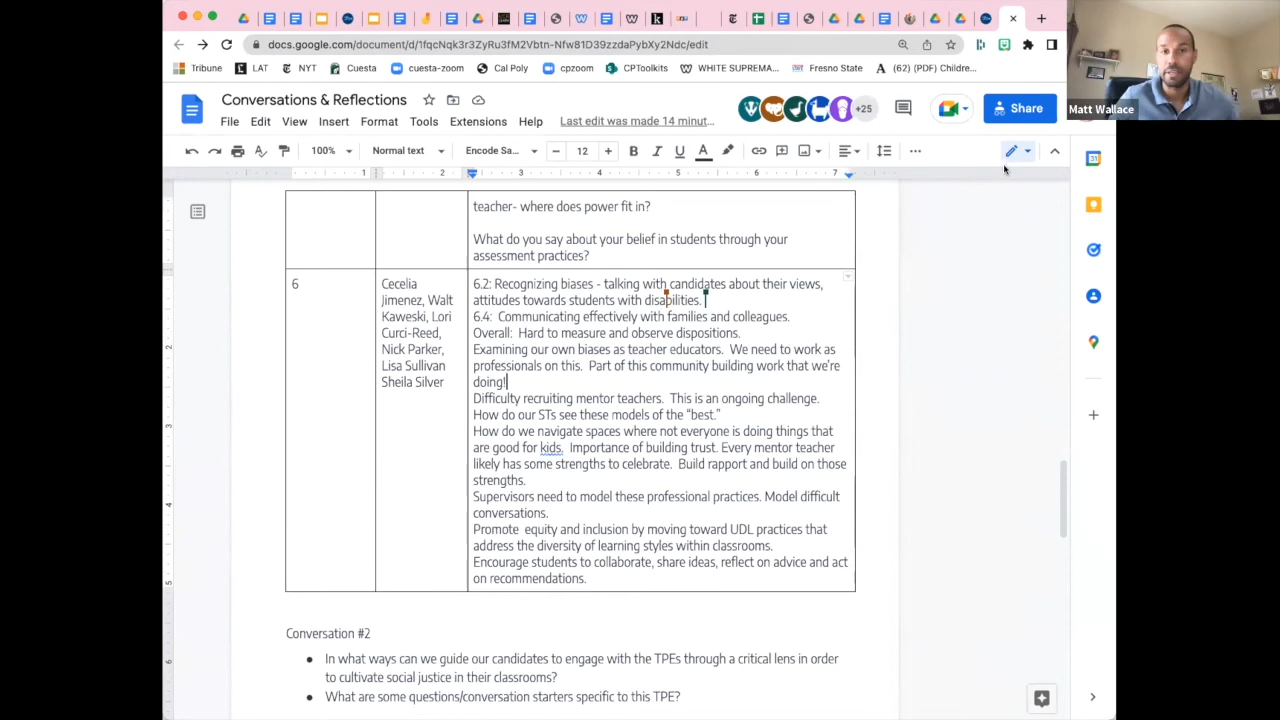 docs.google.com/document/d/1fqcNqk3r3ZyRu3fM2Vbtn-Nfw81D39zzdaPybXy2Ndc/edit
Tribune LAT NYT Cuesta cuesta-zoom Cal Poly cpzoom CPToolkits WHITE SUPREMA... Fresno State (62) (PDF) Childre...
Matt Wallace
Conversations & Reflections
+25
Share
File Edit View Insert Format Tools Extensions Help Last edit was made 14 minut...
100% Normal text Encode Sa... 12
1 2 3 4 5 6 7
teacher- where does power fit in?
What do you say about your belief in students through your
assessment practices?
6
Cecelia
Jimenez, Walt
Kaweski, Lori
Curci-Reed,
Nick Parker,
Lisa Sullivan
Sheila Silver
6.2: Recognizing biases - talking with candidates about their views,
attitudes towards students with disabilities.
6.4: Communicating effectively with families and colleagues.
Overall: Hard to measure and observe dispositions.
Examining our own biases as teacher educators. We need to work as
professionals on this. Part of this community building work that we're
doing!
Difficulty recruiting mentor teachers. This is an ongoing challenge.
How do our STs see these models of the “best.”
How do we navigate spaces where not everyone is doing things that
are good for kids. Importance of building trust. Every mentor teacher
likely has some strengths to celebrate. Build rapport and build on those
strengths.
Supervisors need to model these professional practices. Model difficult
conversations.
Promote equity and inclusion by moving toward UDL practices that
address the diversity of learning styles within classrooms.
Encourage students to collaborate, share ideas, reflect on advice and act
on recommendations.
Conversation #2
● In what ways can we guide our candidates to engage with the TPEs through a critical lens in order
to cultivate social justice in their classrooms?
● What are some questions/conversation starters specific to this TPE?
2
3
4
5
6